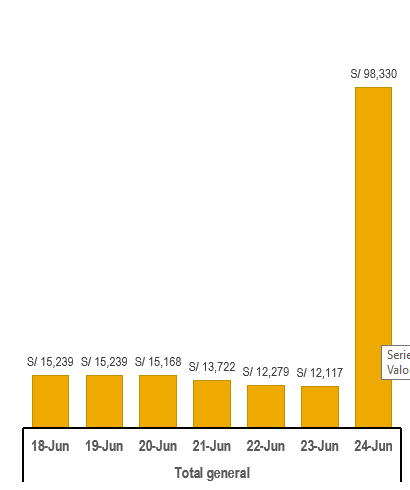 S/ 98,330
S/ 15,239 S/ 15,239 S/ 15,168 S/ 13,722 S/ 12,279 S/ 12,117
Serie
Valo
18-Jun 19-Jun 20-Jun 21-Jun 22-Jun 23-Jun 24-Jun
Total general